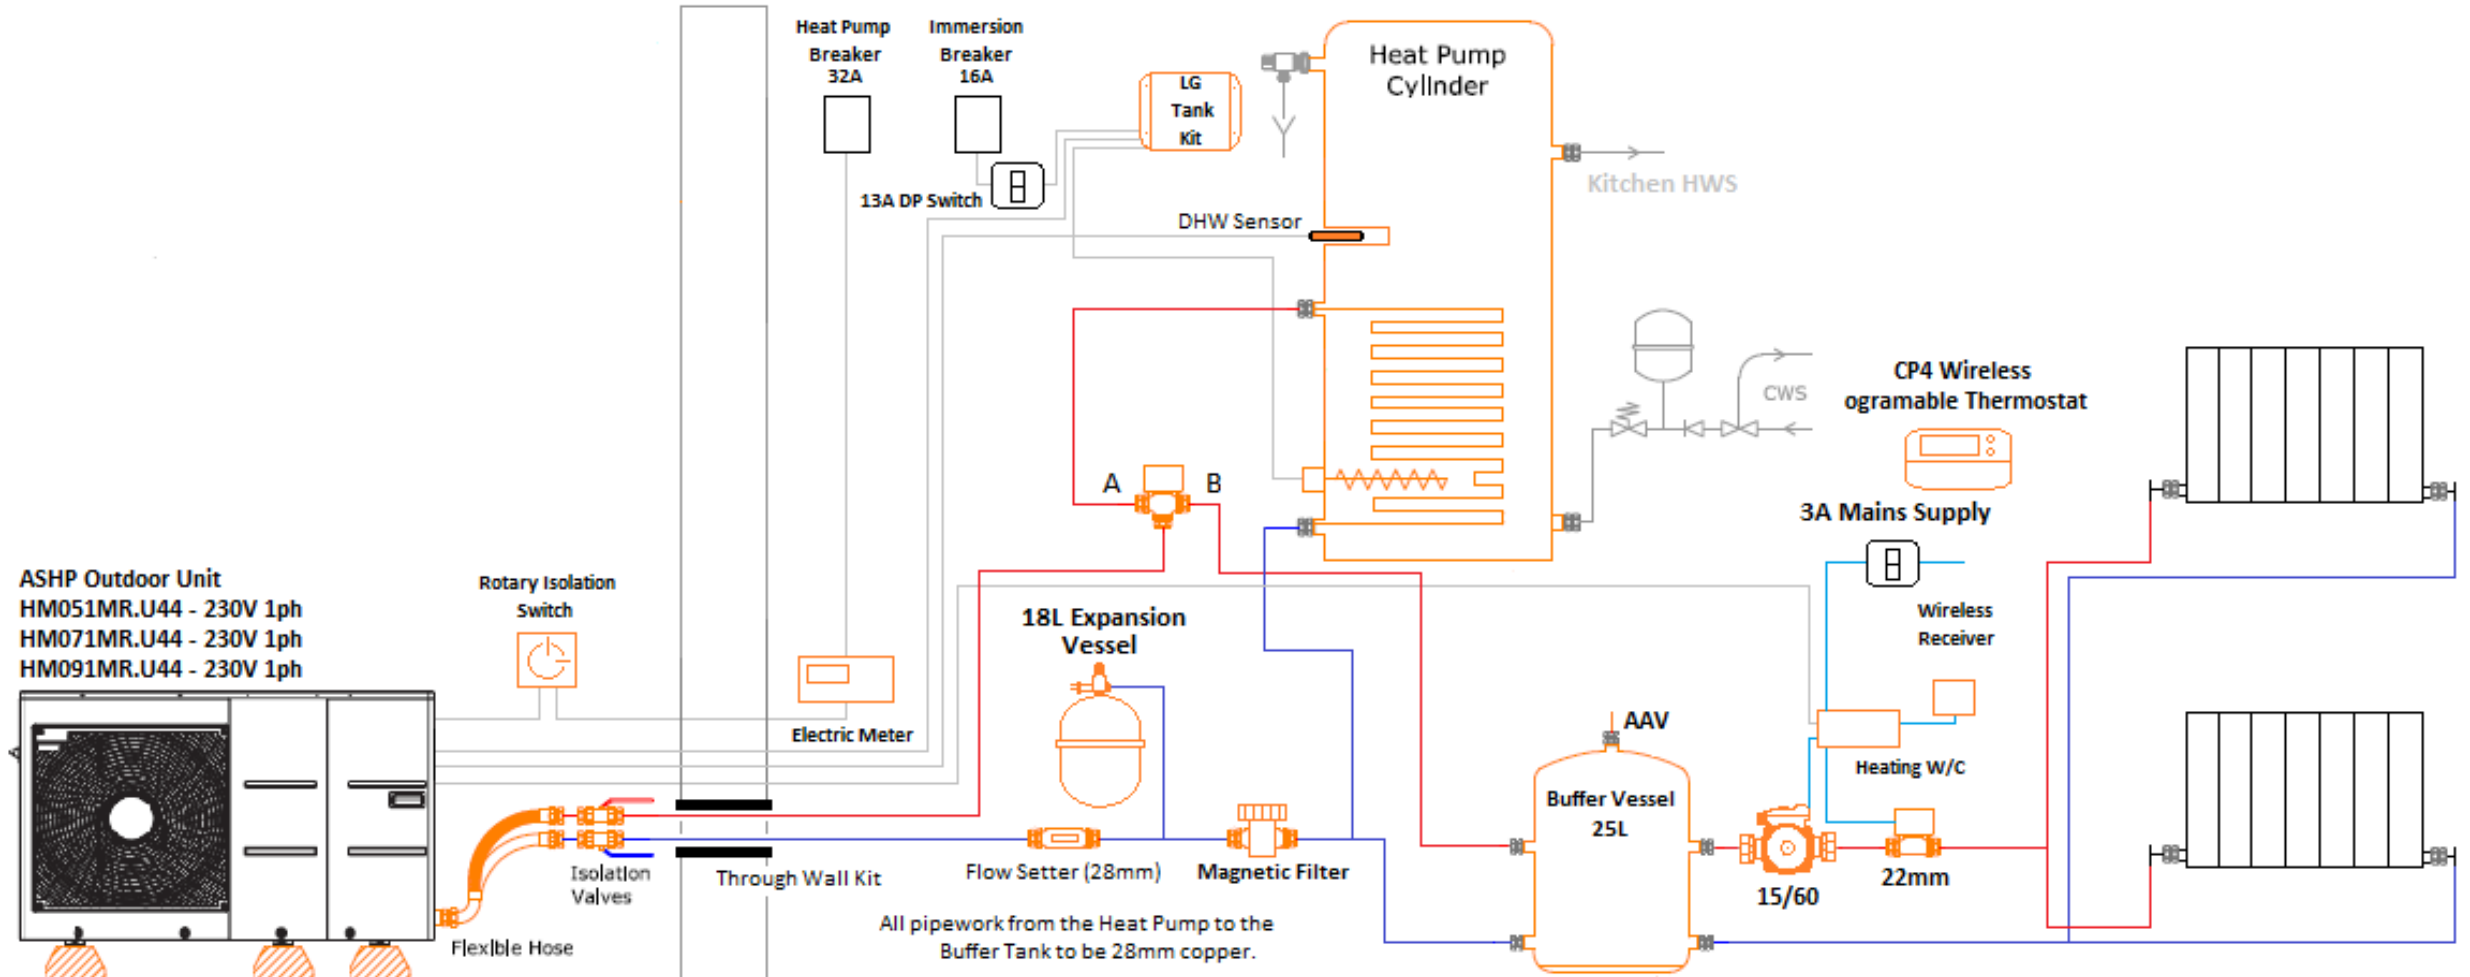 Heat Pump
Breaker
32A
Immersion
Breaker
16A
LG
Tank
Kit
Heat Pump
Cylinder
13A DP Switch
Kitchen HWS
DHW Sensor
CWS
CP4 Wireless
ogramable Thermostat
A
B
3A Mains Supply
ASHP Outdoor Unit
HM051MR.U44 - 230V 1ph
HM071MR.U44 - 230V 1ph
HM091MR.U44 - 230V 1ph
Rotary Isolation
Switch
18L Expansion
Vessel
Wireless
Receiver
Electric Meter
AAV
Heating W/C
Buffer Vessel
25L
Isolation
Valves
Through Wall Kit
Flow Setter (28mm)
Magnetic Filter
15/60
22mm
Flexible Hose
All pipework from the Heat Pump to the
Buffer Tank to be 28mm copper.